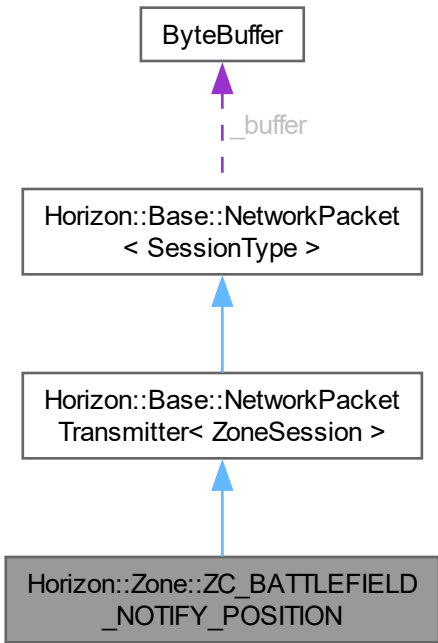 ByteBuffer
_buffer
Horizon::Base::NetworkPacket
< SessionType >
Horizon::Base::NetworkPacket
Transmitter< ZoneSession >
Horizon::Zone::ZC_BATTLEFIELD
_NOTIFY_POSITION